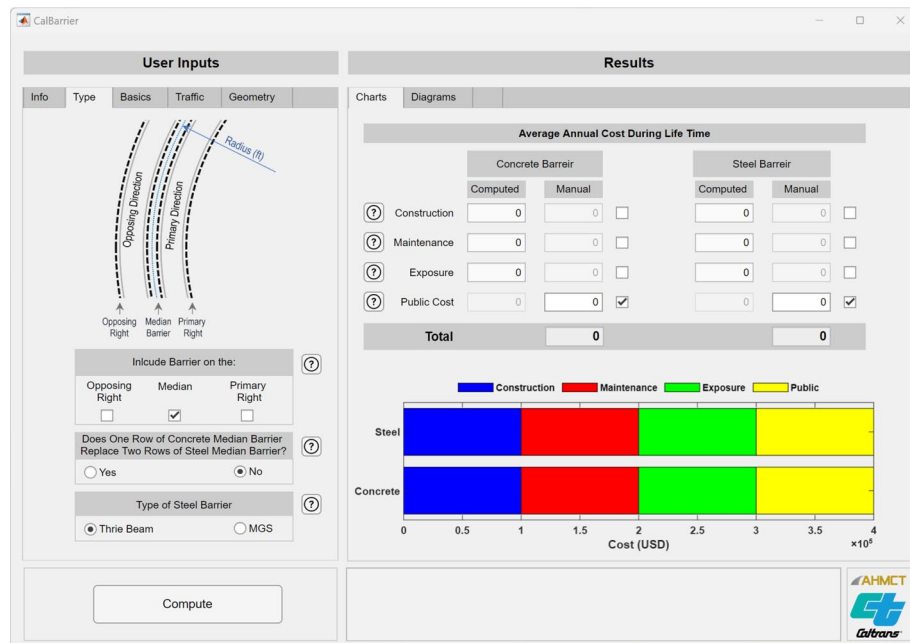 CalBarrier
User Inputs
Info Type Basics Traffic Geometry
Radius (ft)
Opposing Direction
Primary Direction
Opposing Right
Median Barrier
Primary Right
Inlcude Barrier on the:
Opposing Right
Median
Primary Right
Does One Row of Concrete Median Barrier
Replace Two Rows of Steel Median Barrier?
Yes No
Type of Steel Barrier
Thrie Beam MGS
Compute
Results
Charts Diagrams
Average Annual Cost During Life Time
Concrete Barreir Steel Barreir
Computed Manual Computed Manual
? Construction 0 0 0 0
? Maintenance 0 0 0 0
? Exposure 0 0 0 0
? Public Cost 0 0 0 0
Total 0 0
Construction Maintenance Exposure Public
Steel
Concrete
0 0.5 1 1.5 2 2.5 3 3.5 4
Cost (USD) ×10⁵
AHMCT
ct
Caltrans